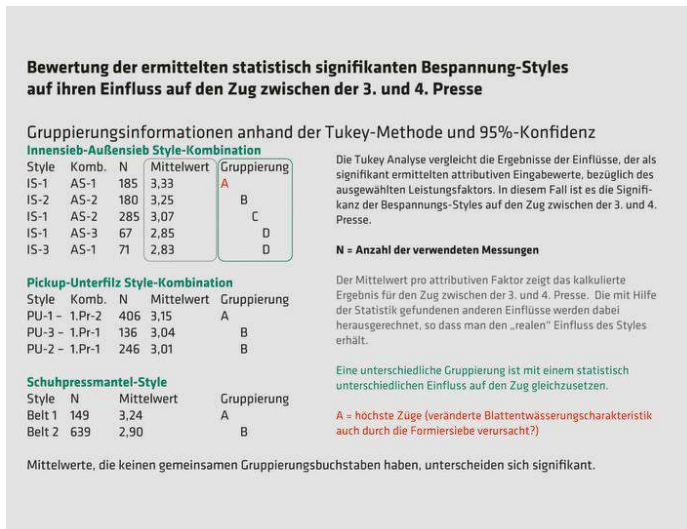 Bewertung der ermittelten statistisch signifikanten Bespannung-Styles
auf ihren Einfluss auf den Zug zwischen der 3. und 4. Presse
Gruppierungsinformationen anhand der Tukey-Methode und 95%-Konfidenz
Innensieb-Außensieb Style-Kombination
Style Komb. N Mittelwert Gruppierung
IS-1 AS-1 185 3,33 A
IS-2 AS-2 180 3,25 B
IS-1 AS-2 285 3,07 C
IS-1 AS-3 67 2,85 D
IS-3 AS-1 71 2,83 D
Pickup-Unterfilz Style-Kombination
Style Komb. N Mittelwert Gruppierung
PU-1 – 1.Pr-2 406 3,15 A
PU-3 – 1.Pr-1 136 3,04 B
PU-2 – 1.Pr-1 246 3,01 B
Schuhpressmantel-Style
Style N Mittelwert Gruppierung
Belt 1 149 3,24 A
Belt 2 639 2,90 B
Die Tukey Analyse vergleicht die Ergebnisse der Einflüsse, der als
signifikant ermittelten attributiven Eingabewerte, bezüglich des
ausgewählten Leistungsfaktors. In diesem Fall ist es die Signifi-
kanz der Bespannungs-Styles auf den Zug zwischen der 3. und 4.
Presse.
N = Anzahl der verwendeten Messungen
Der Mittelwert pro attributiven Faktor zeigt das kalkulierte
Ergebnis für den Zug zwischen der 3. und 4. Presse. Die mit Hilfe
der Statistik gefundenen anderen Einflüsse werden dabei
herausgerechnet, so dass man den „realen" Einfluss des Styles
erhält.
Eine unterschiedliche Gruppierung ist mit einem statistisch
unterschiedlichen Einfluss auf den Zug gleichzusetzen.
A = höchste Züge (veränderte Blattentwässerungscharakteristik
auch durch die Formiersiebe verursacht?)
Mittelwerte, die keinen gemeinsamen Gruppierungsbuchstaben haben, unterscheiden sich signifikant.